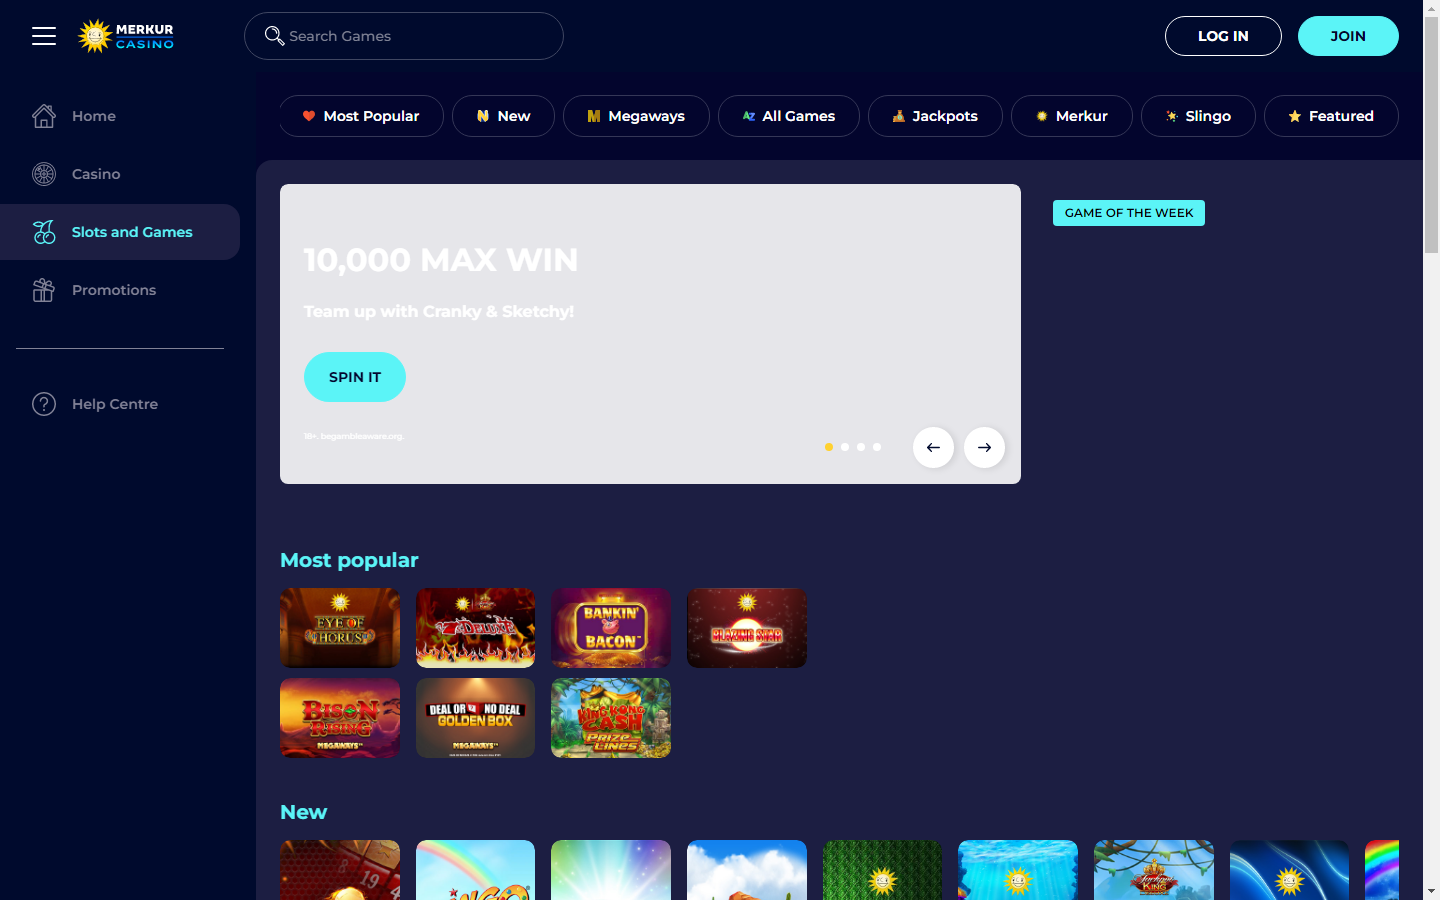 MERKUR
CASINO
Search Games
LOG IN
JOIN
Home
Casino
Slots and Games
Promotions
Help Centre
Most Popular
New
Megaways
All Games
Jackpots
Merkur
Slingo
Featured
10,000 MAX WIN
Team up with Cranky & Sketchy!
SPIN IT
18+. begambleaware.org.
GAME OF THE WEEK
Most popular
EYE OF
HORUS
7's DELUXE
BANKIN'
BACON
BLAZING STAR
BISON
RISING
MEGAWAYS
DEAL OR NO DEAL
GOLDEN BOX
MEGAWAYS
KING KONG
CASH
PRIZE
LINES
New
JACKPOT
KING